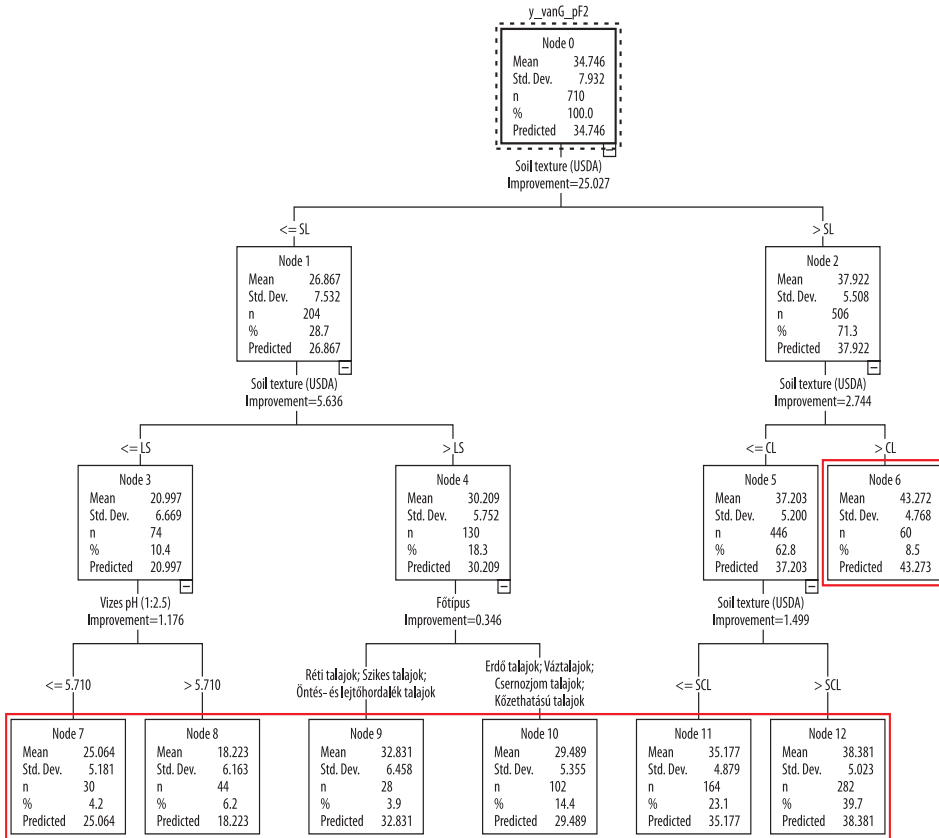 y_vanG_pF2
Node 0
Mean 34.746
Std. Dev. 7.932
n 710
% 100.0
Predicted 34.746
Soil texture (USDA)
Improvement=25.027
<= SL
> SL
Node 1
Mean 26.867
Std. Dev. 7.532
n 204
% 28.7
Predicted 26.867
Node 2
Mean 37.922
Std. Dev. 5.508
n 506
% 71.3
Predicted 37.922
Soil texture (USDA)
Improvement=5.636
Soil texture (USDA)
Improvement=2.744
<= LS
> LS
<= CL
> CL
Node 3
Mean 20.997
Std. Dev. 6.669
n 74
% 10.4
Predicted 20.997
Node 4
Mean 30.209
Std. Dev. 5.752
n 130
% 18.3
Predicted 30.209
Node 5
Mean 37.203
Std. Dev. 5.200
n 446
% 62.8
Predicted 37.203
Node 6
Mean 43.272
Std. Dev. 4.768
n 60
% 8.5
Predicted 43.273
Vizes pH (1:2.5)
Improvement=1.176
Főtípus
Improvement=0.346
Soil texture (USDA)
Improvement=1.499
<= 5.710
> 5.710
Réti talajok; Szikes talajok;
Öntés- és lejtőhordalék talajok
Erdő talajok; Váztalajok;
Csernozjom talajok;
Kőzethatású talajok
<= SCL
> SCL
Node 7
Mean 25.064
Std. Dev. 5.181
n 30
% 4.2
Predicted 25.064
Node 8
Mean 18.223
Std. Dev. 6.163
n 44
% 6.2
Predicted 18.223
Node 9
Mean 32.831
Std. Dev. 6.458
n 28
% 3.9
Predicted 32.831
Node 10
Mean 29.489
Std. Dev. 5.355
n 102
% 14.4
Predicted 29.489
Node 11
Mean 35.177
Std. Dev. 4.879
n 164
% 23.1
Predicted 35.177
Node 12
Mean 38.381
Std. Dev. 5.023
n 282
% 39.7
Predicted 38.381